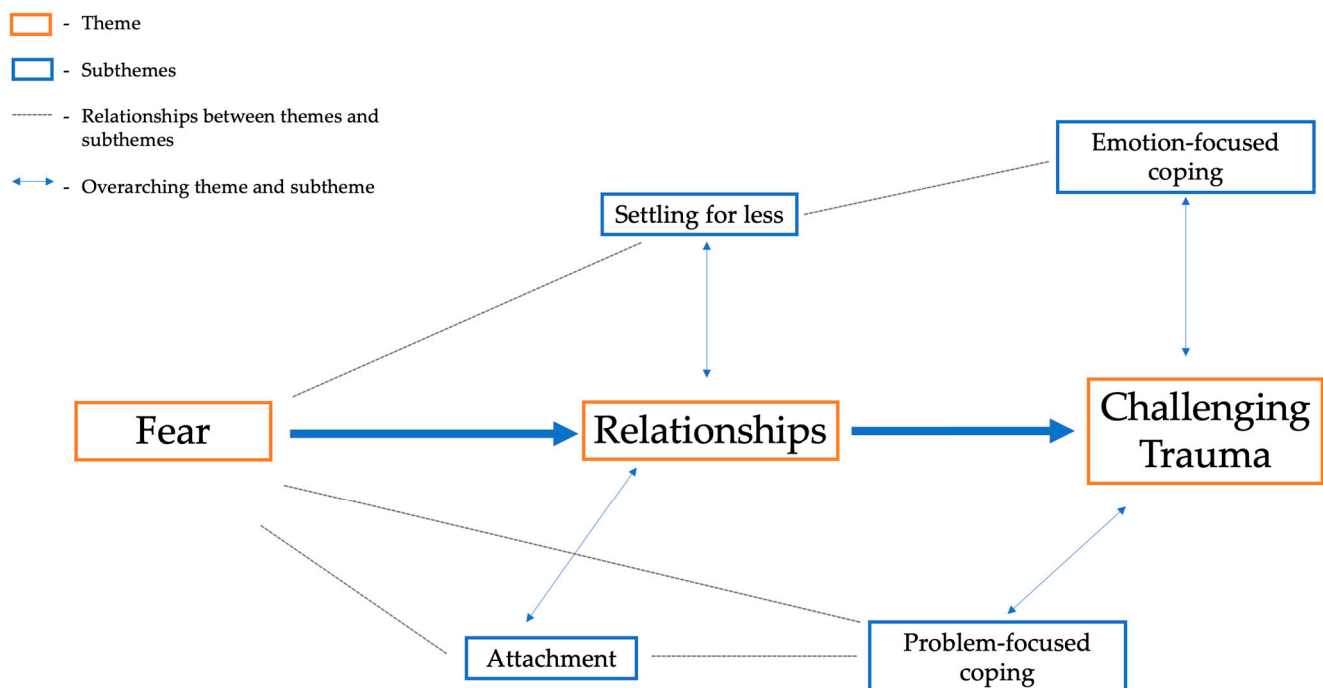 - Theme
- Subthemes
- Relationships between themes and
subthemes
- Overarching theme and subtheme
Emotion-focused
coping
Settling for less
Fear
Relationships
Challenging
Trauma
Attachment
Problem-focused
coping